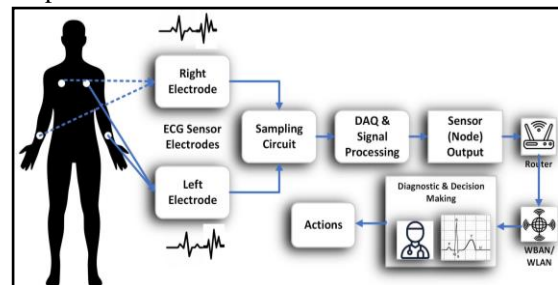 Right
Electrode
ECG Sensor
Electrodes
Left
Electrode
Sampling
Circuit
DAQ &
Signal
Processing
Sensor
(Node)
Output
Router
WBAN/
WLAN
Diagnostic & Decision
Making
Actions